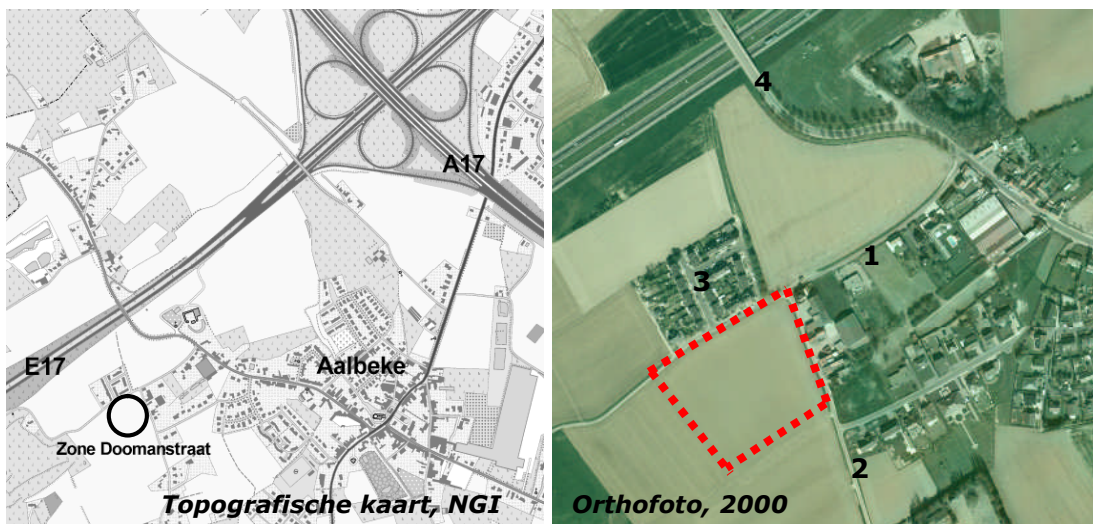 A17
E17
Aalbeke
Zone Doomanstraat
Topografische kaart, NGI
4
1
3
2
Orthofoto, 2000